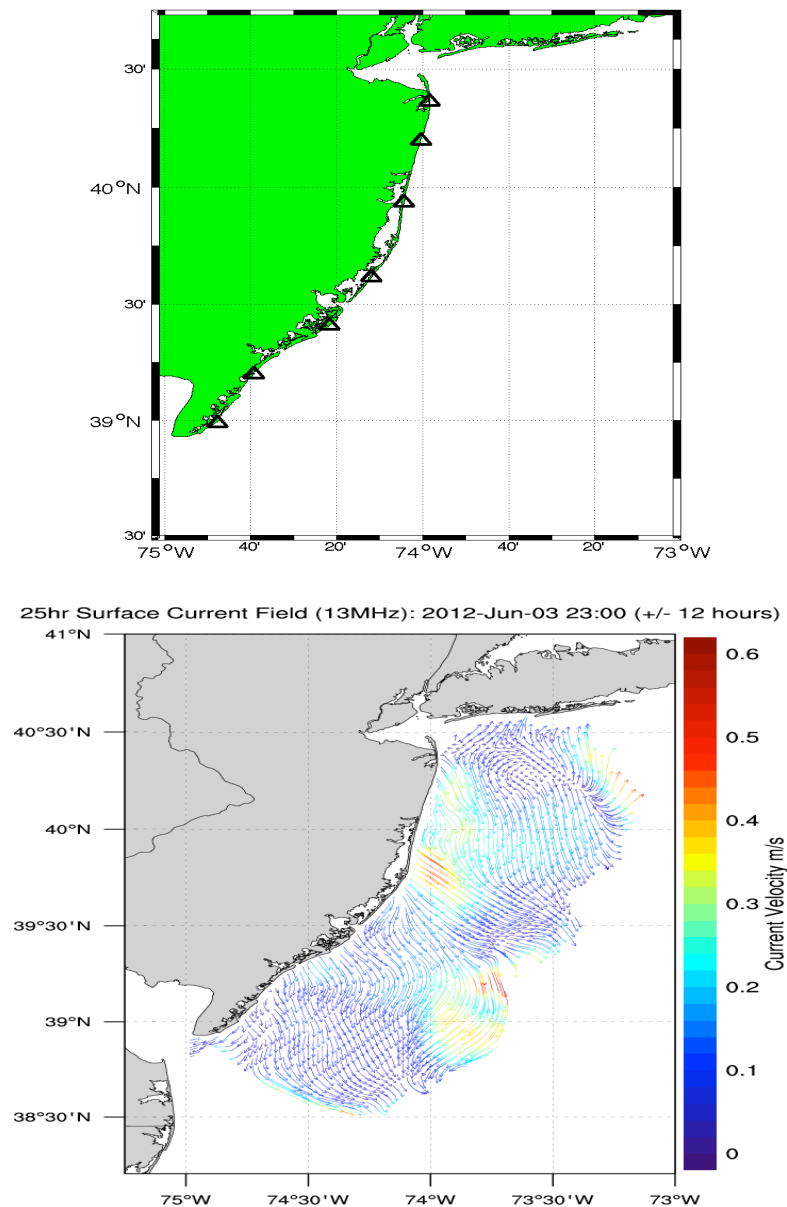 30'
40°N
30'
39°N
30'
75°W 40' 20' 74°W 40' 20' 73°W
25hr Surface Current Field (13MHz): 2012-Jun-03 23:00 (+/- 12 hours)
41°N
40°30'N
40°N
39°30'N
39°N
38°30'N
75°W 74°30'W 74°W 73°30'W 73°W
0.6
0.5
0.4
0.3
0.2
0.1
0
Current Velocity m/s